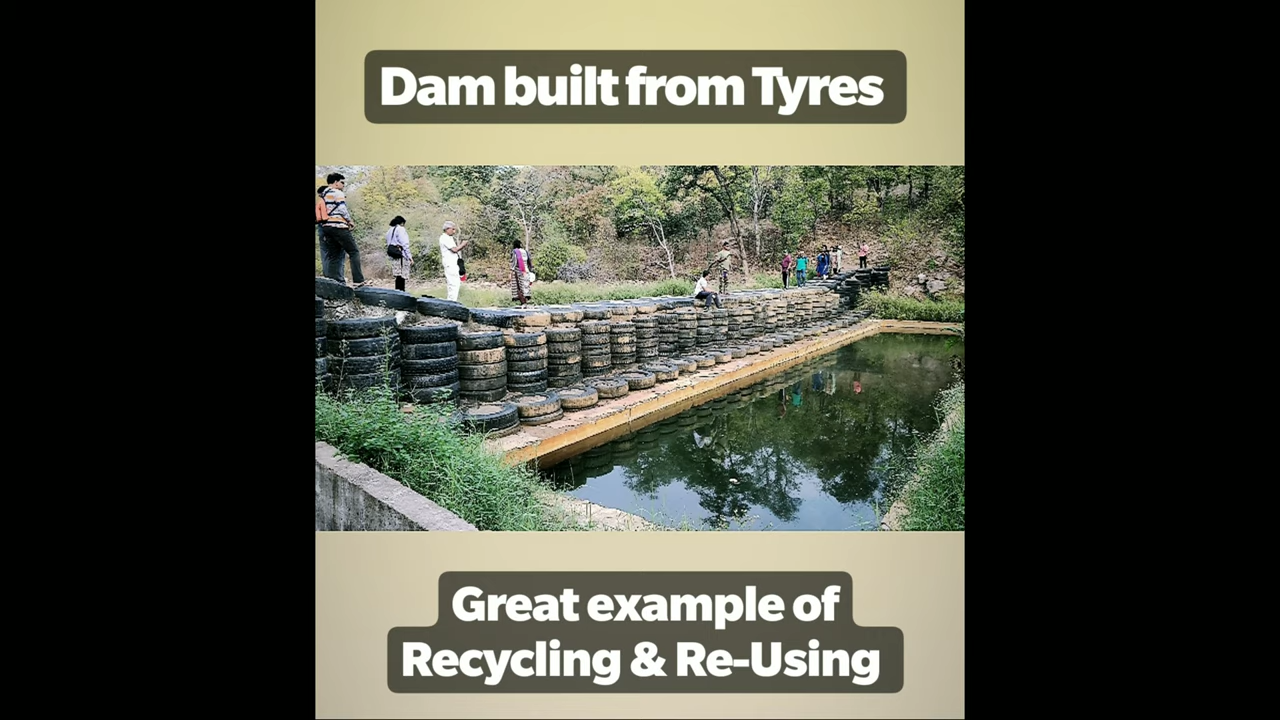 Dam built from Tyres
Great example of
Recycling & Re-Using